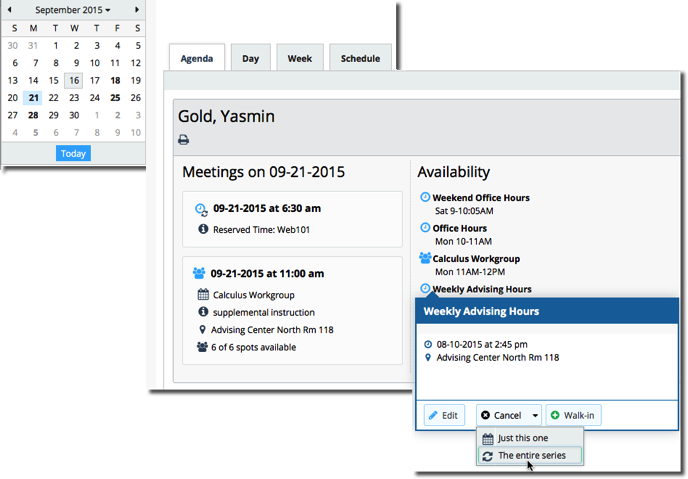 September 2015
S M T W T F S
30 31 1 2 3 4 5
6 7 8 9 10 11 12
13 14 15 16 17 18 19
20 21 22 23 24 25 26
27 28 29 30 1 2 3
4 5 6 7 8 9 10
Today
Agenda Day Week Schedule
Gold, Yasmin
Meetings on 09-21-2015
09-21-2015 at 6:30 am
Reserved Time: Web101
09-21-2015 at 11:00 am
Calculus Workgroup
supplemental instruction
Advising Center North Rm 118
6 of 6 spots available
Availability
Weekend Office Hours
Sat 9-10:05AM
Office Hours
Mon 10-11AM
Calculus Workgroup
Mon 11AM-12PM
Weekly Advising Hours
Weekly Advising Hours
08-10-2015 at 2:45 pm
Advising Center North Rm 118
Edit Cancel Walk-in
Just this one
The entire series